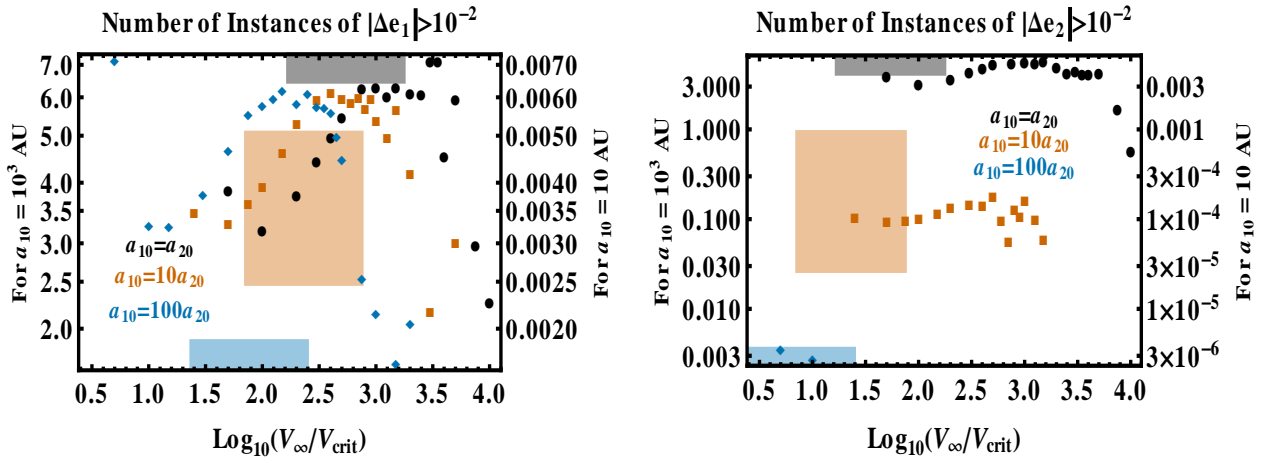 Number of Instances of |Δe₁|>10⁻²
For a₁₀ = 10³ AU
7.0
6.0
5.0
4.0
3.5
3.0
2.5
2.0
a₁₀=a₂₀
a₁₀=10a₂₀
a₁₀=100a₂₀
0.0070
0.0060
0.0050
0.0040
0.0035
0.0030
0.0025
0.0020
For a₁₀ = 10 AU
0.5 1.0 1.5 2.0 2.5 3.0 3.5 4.0
Log₁₀(V∞/Vcrit)
Number of Instances of |Δe₂|>10⁻²
For a₁₀ = 10³ AU
3.000
1.000
0.300
0.100
0.030
0.010
0.003
a₁₀=a₂₀
a₁₀=10a₂₀
a₁₀=100a₂₀
0.003
0.001
3×10⁻⁴
1×10⁻⁴
3×10⁻⁵
1×10⁻⁵
3×10⁻⁶
For a₁₀ = 10 AU
0.5 1.0 1.5 2.0 2.5 3.0 3.5 4.0
Log₁₀(V∞/Vcrit)